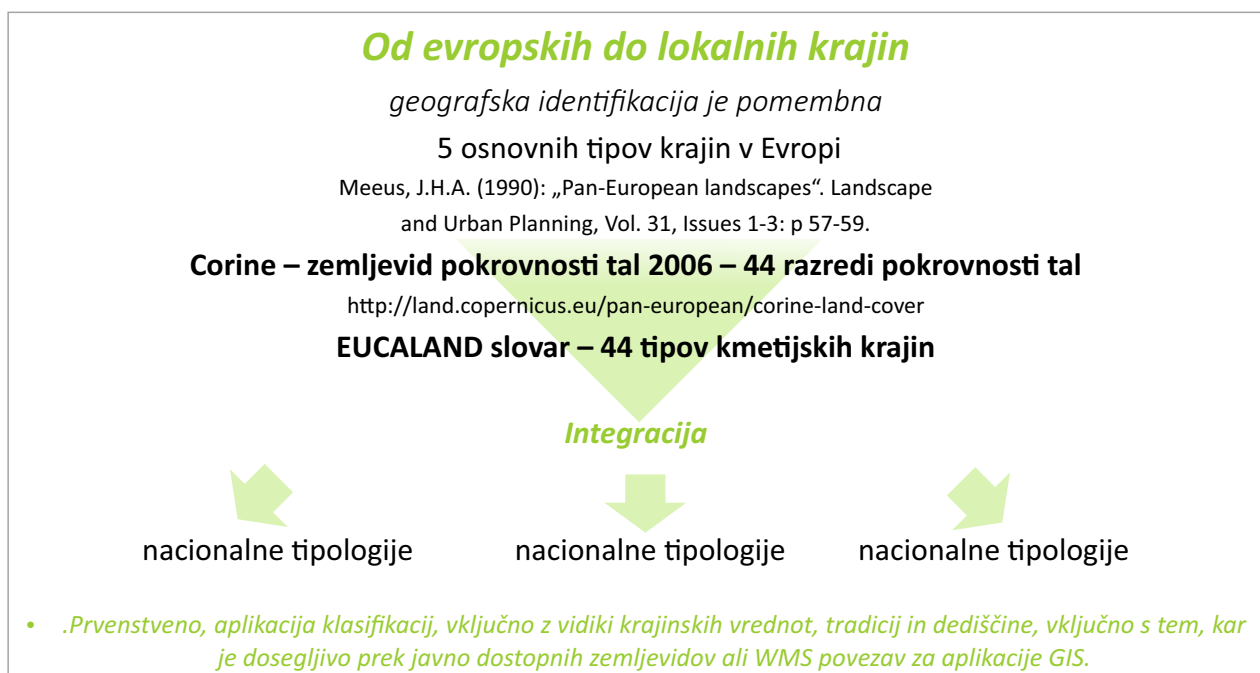 Od evropskih do lokalnih krajin
geografska identifikacija je pomembna
5 osnovnih tipov krajin v Evropi
Meeus, J.H.A. (1990): „Pan-European landscapes“. Landscape
and Urban Planning, Vol. 31, Issues 1-3: p 57-59.
Corine – zemljevid pokrovnosti tal 2006 – 44 razredi pokrovnosti tal
http://land.copernicus.eu/pan-european/corine-land-cover
EUCALAND slovar – 44 tipov kmetijskih krajin
Integracija
nacionalne tipologije nacionalne tipologije nacionalne tipologije
• .Prvenstveno, aplikacija klasifikacij, vključno z vidiki krajinskih vrednot, tradicij in dediščine, vključno s tem, kar
je dosegljivo prek javno dostopnih zemljevidov ali WMS povezav za aplikacije GIS.